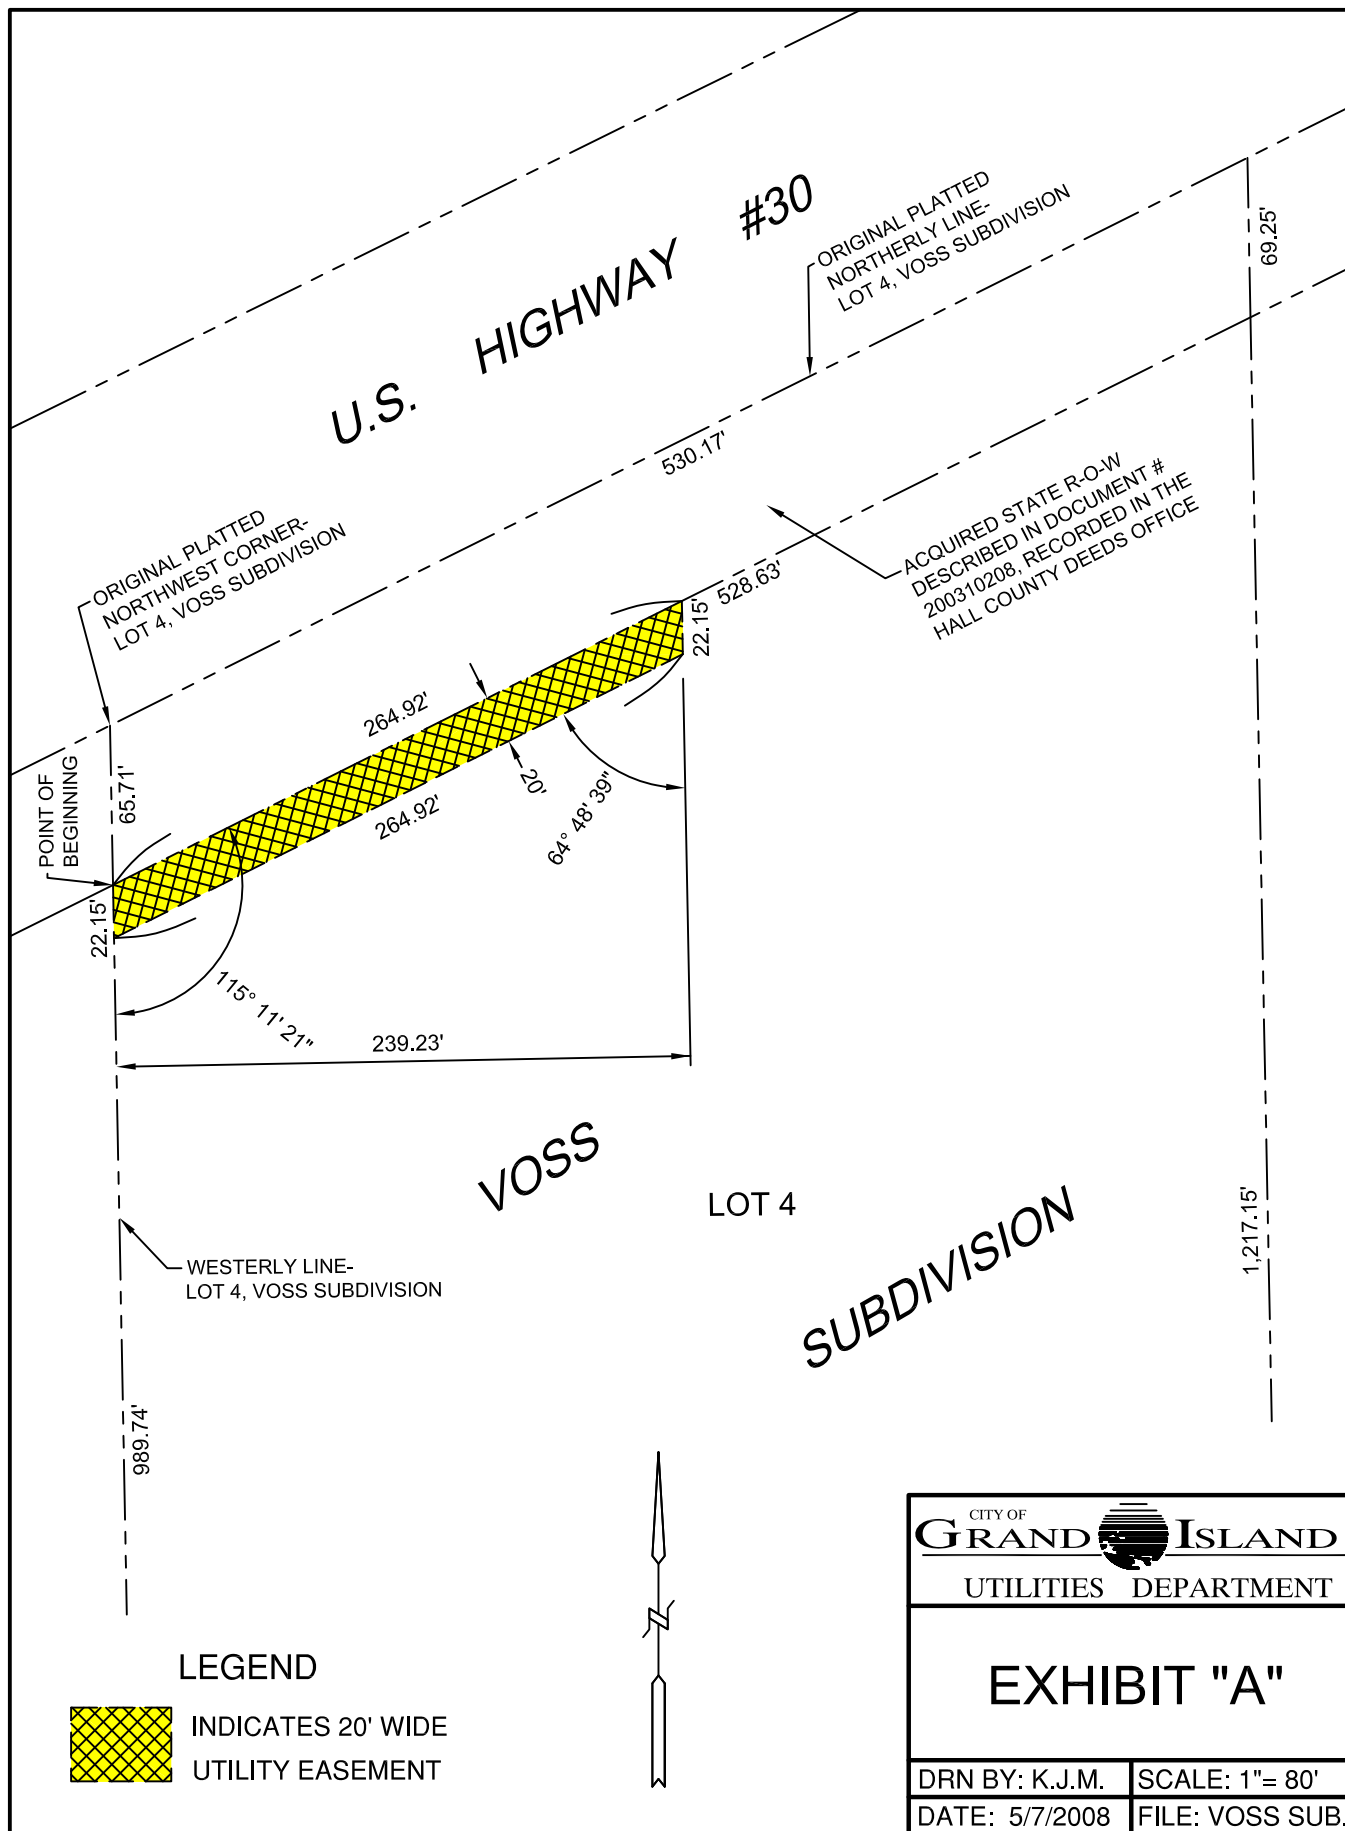 U.S. HIGHWAY #30
ORIGINAL PLATTED
NORTHERLY LINE-
LOT 4, VOSS SUBDIVISION
69.25'
530.17'
ORIGINAL PLATTED
NORTHWEST CORNER-
LOT 4, VOSS SUBDIVISION
ACQUIRED STATE R-O-W
DESCRIBED IN DOCUMENT #
200310208, RECORDED IN THE
HALL COUNTY DEEDS OFFICE
528.63'
22.15'
264.92'
20'
264.92'
64° 48' 39"
65.71'
POINT OF
BEGINNING
22.15'
115° 11' 21"
239.23'
VOSS
LOT 4
SUBDIVISION
1,217.15'
WESTERLY LINE-
LOT 4, VOSS SUBDIVISION
989.74'
N
LEGEND
INDICATES 20' WIDE
UTILITY EASEMENT
CITY OF
GRAND ISLAND
UTILITIES DEPARTMENT
EXHIBIT "A"
DRN BY: K.J.M. SCALE: 1"= 80'
DATE: 5/7/2008 FILE: VOSS SUB.